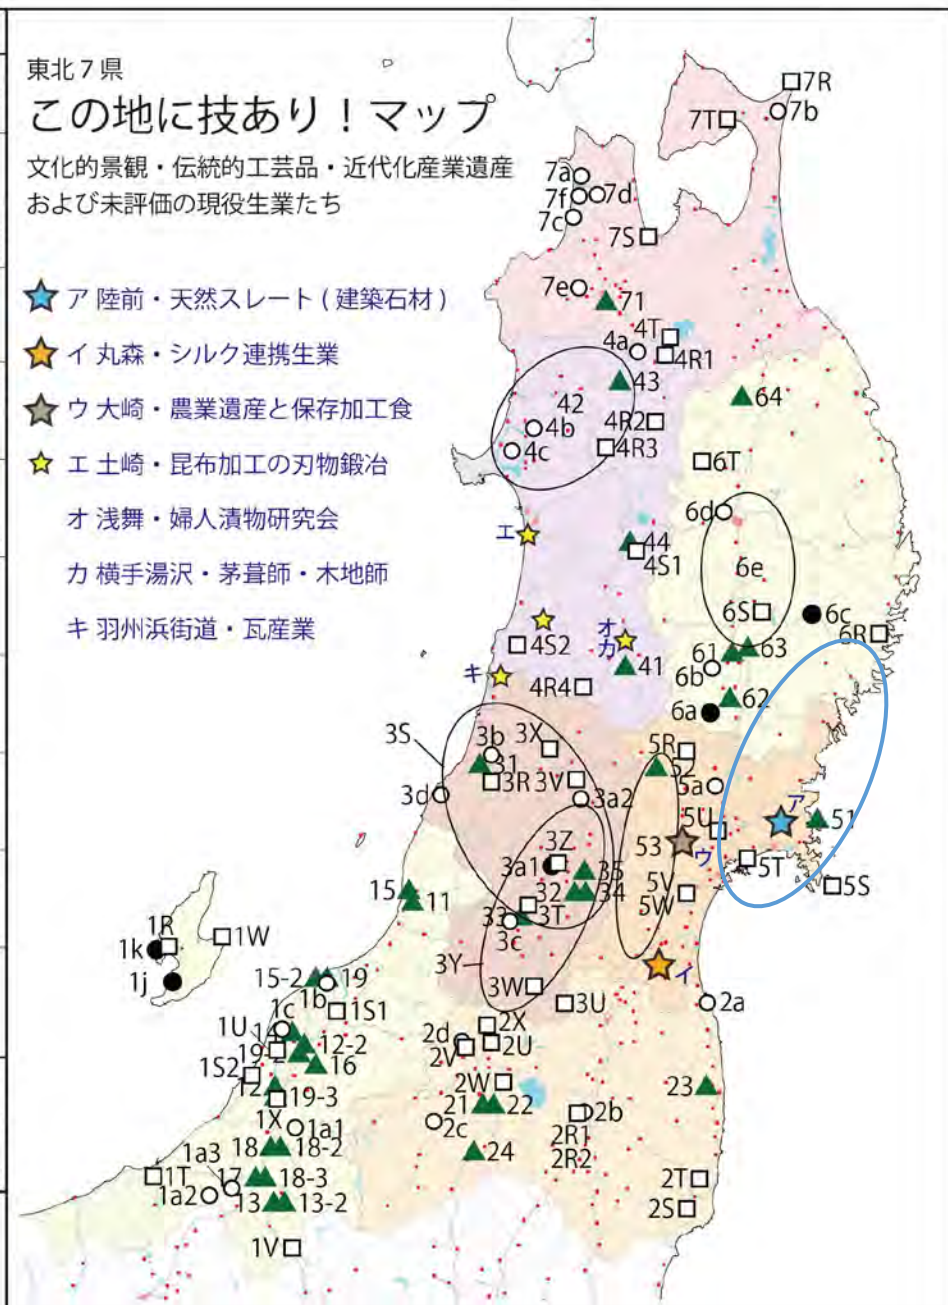 東北7県
この地に技あり！マップ
文化的景観・伝統的工芸品・近代化産業遺産
および未評価の現役生業たち
ア 陸前・天然スレート(建築石材)
イ 丸森・シルク連携生業
ウ 大崎・農業遺産と保存加工食
エ 土崎・昆布加工の刃物鍛冶
オ 浅舞・婦人漬物研究会
カ 横手湯沢・茅葺師・木地師
キ 羽州浜街道・瓦産業
7R
7T
7b
7a
7f
7d
7c
7S
7e
71
4T
4a
4R1
43
64
42
4R2
4b
4c
4R3
6T
6d
エ
44
4S1
6e
6S
6c
オ
カ
6R
4S2
61
63
キ
41
6b
4R4
62
6a
3S
3b
3X
5R
31
52
3R
3V
3d
3a2
5a
ア
5U
51
3Z
53
ウ
3a1
35
5T
15
32
34
5V
5S
11
5W
33
3T
1R
3c
1k
1W
3Y
イ
1j
15-2
19
3W
1b
3U
2a
1S1
1c
2X
1U
14
2d
12-2
2U
19-2
2V
16
1S2
2W
23
12
19-3
21
22
1X
2b
1a1
2c
2R1
1a3
18
18-2
24
2R2
1T
17
18-3
2T
1a2
13
13-2
2S
1V